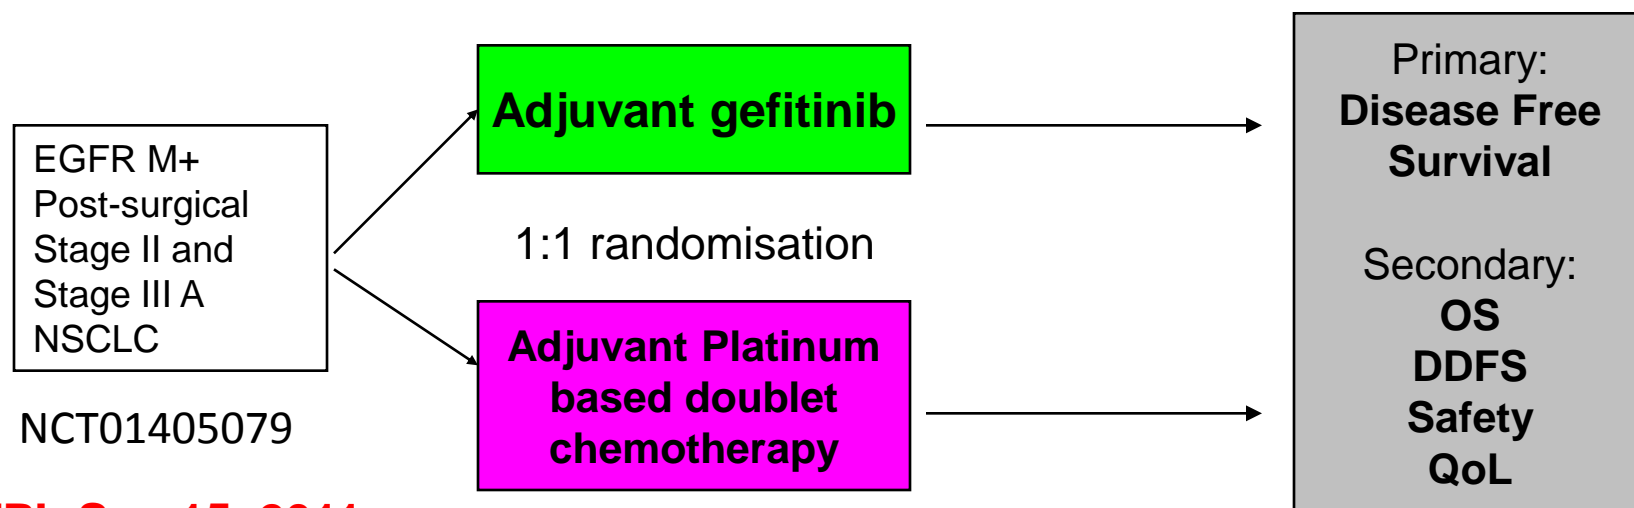 EGFR M+
Post-surgical
Stage II and
Stage III A
NSCLC
NCT01405079
Adjuvant gefitinib
1:1 randomisation
Adjuvant Platinum
based doublet
chemotherapy
Primary:
Disease Free
Survival
Secondary:
OS
DDFS
Safety
QoL